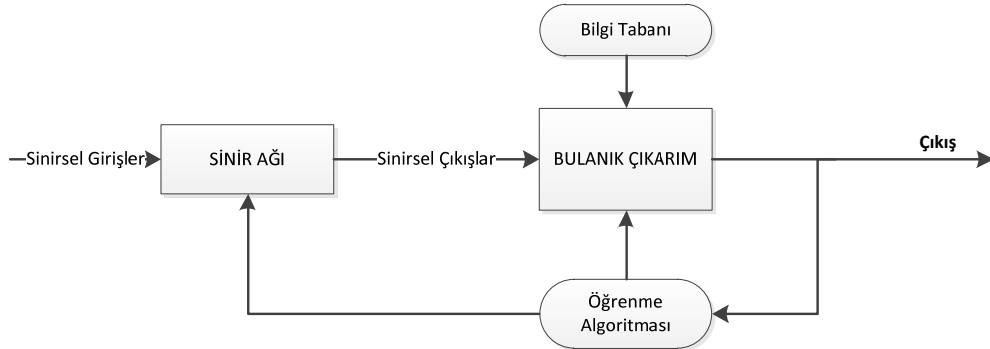 Bilgi Tabanı
Sinirsel Girişler
SİNİR AĞI
Sinirsel Çıkışlar
BULANIK ÇIKARIM
Çıkış
Öğrenme
Algoritması